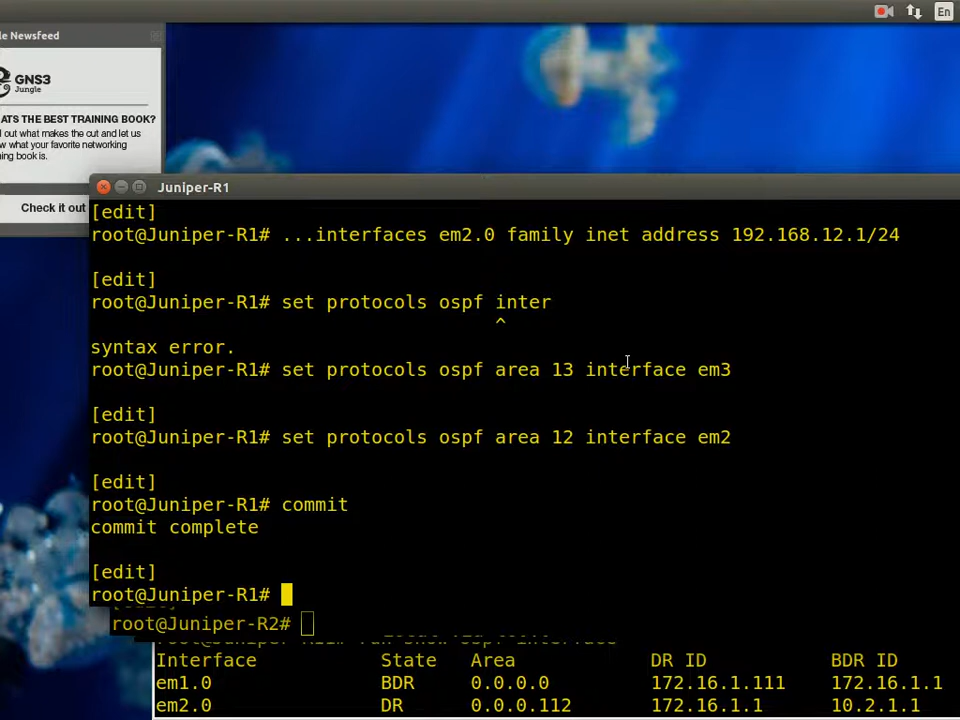 En
le Newsfeed
GNS3
Jungle
ATS THE BEST TRAINING BOOK?
out what makes the cut and let us
w what your favorite networking
ing book is.
Check it out
Juniper-R1
[edit]
root@Juniper-R1# ...interfaces em2.0 family inet address 192.168.12.1/24
[edit]
root@Juniper-R1# set protocols ospf inter
^
syntax error.
root@Juniper-R1# set protocols ospf area 13 interface em3
[edit]
root@Juniper-R1# set protocols ospf area 12 interface em2
[edit]
root@Juniper-R1# commit
commit complete
[edit]
root@Juniper-R1#
root@Juniper-R2#
Interface State Area DR ID BDR ID
em1.0 BDR 0.0.0.0 172.16.1.111 172.16.1.1
em2.0 DR 0.0.0.112 172.16.1.1 10.2.1.1